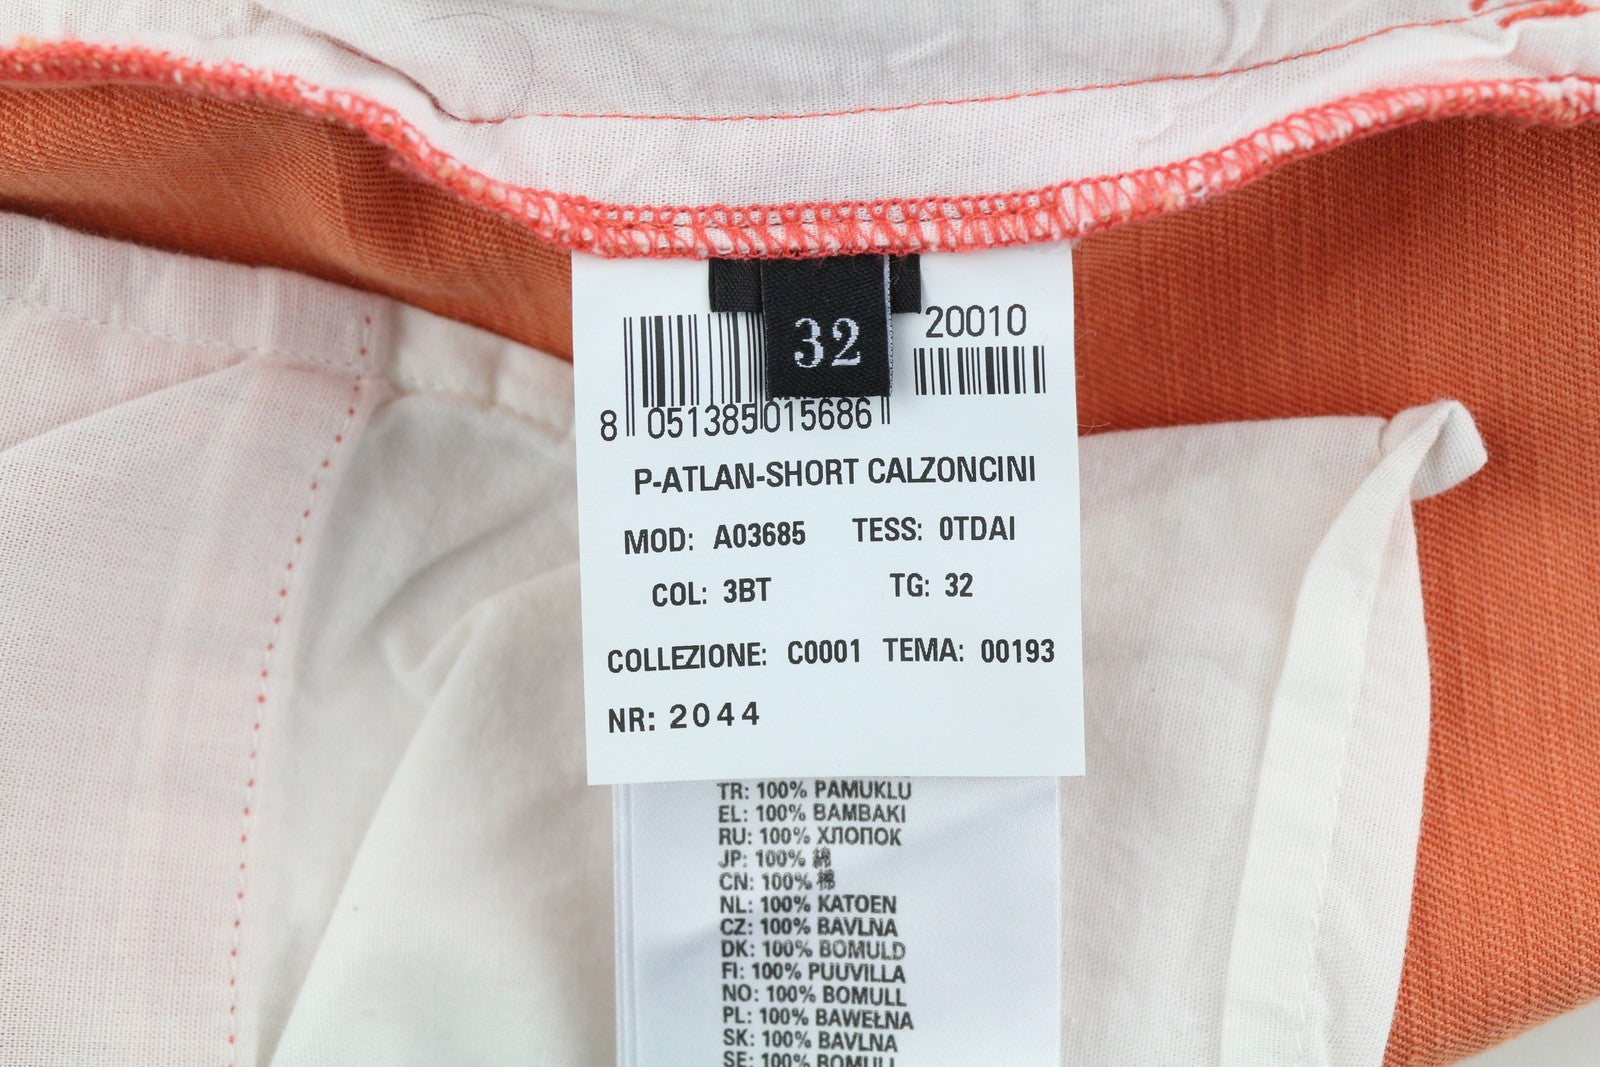 32
20010
8 051385 015686
P-ATLAN-SHORT CALZONCINI
MOD: A03685 TESS: 0TDAI
COL: 3BT TG: 32
COLLEZIONE: C0001 TEMA: 00193
NR: 2044
TR: 100% PAMUKLU
EL: 100% BAMBAKI
RU: 100% ХЛОПОК
JP: 100% 綿
CN: 100% 棉
NL: 100% KATOEN
CZ: 100% BAVLNA
DK: 100% BOMULD
FI: 100% PUUVILLA
NO: 100% BOMULL
PL: 100% BAWEŁNA
SK: 100% BAVLNA
SE: 100% BOMULL